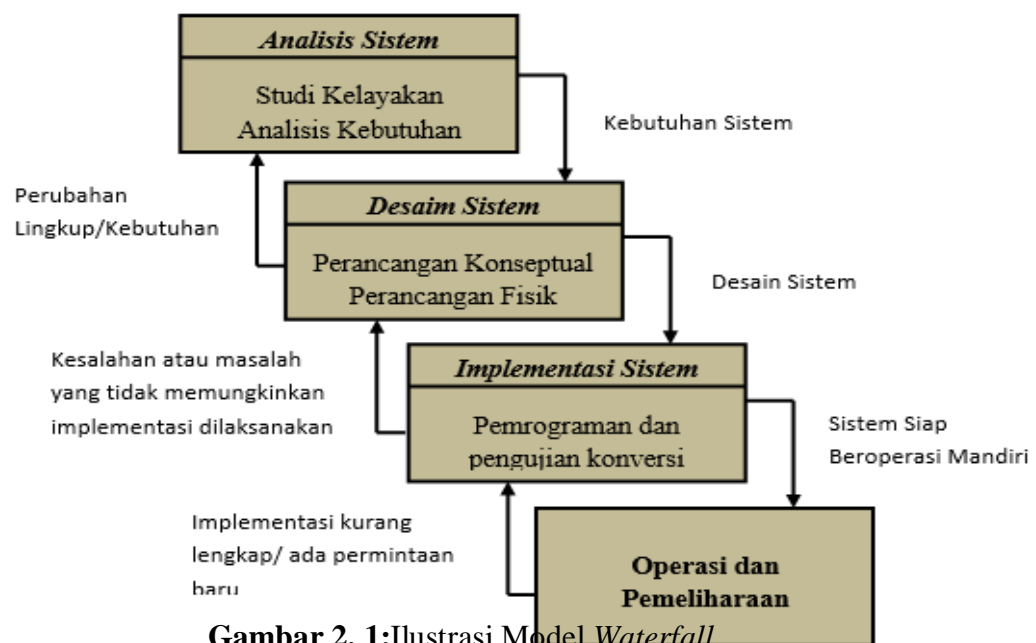 Analisis Sistem
Studi Kelayakan
Analisis Kebutuhan
Kebutuhan Sistem
Perubahan
Lingkup/Kebutuhan
Desaim Sistem
Perancangan Konseptual
Perancangan Fisik
Desain Sistem
Kesalahan atau masalah
yang tidak memungkinkan
implementasi dilaksanakan
Implementasi Sistem
Pemrograman dan
pengujian konversi
Sistem Siap
Beroperasi Mandiri
Implementasi kurang
lengkap/ ada permintaan
baru
Operasi dan
Pemeliharaan
Gambar 2. 1:Ilustrasi Model Waterfall